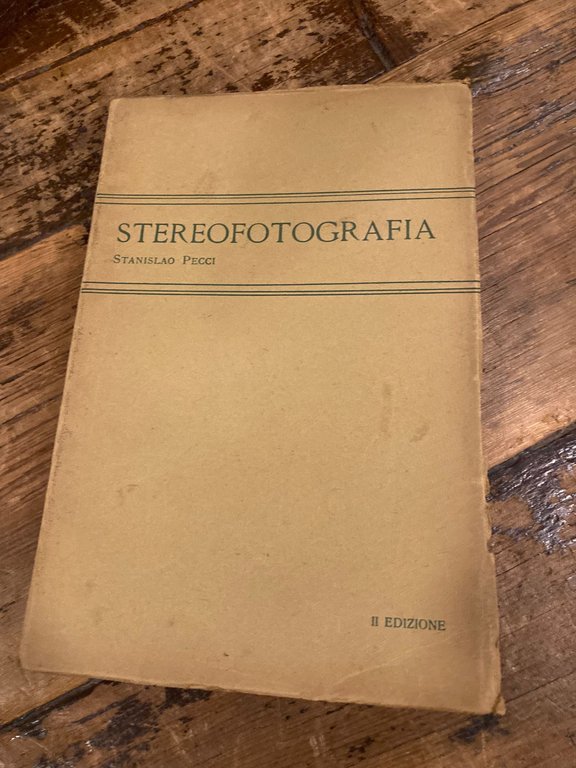 STEREOFOTOGRAFIA
STANISLAO PECCI
II EDIZIONE